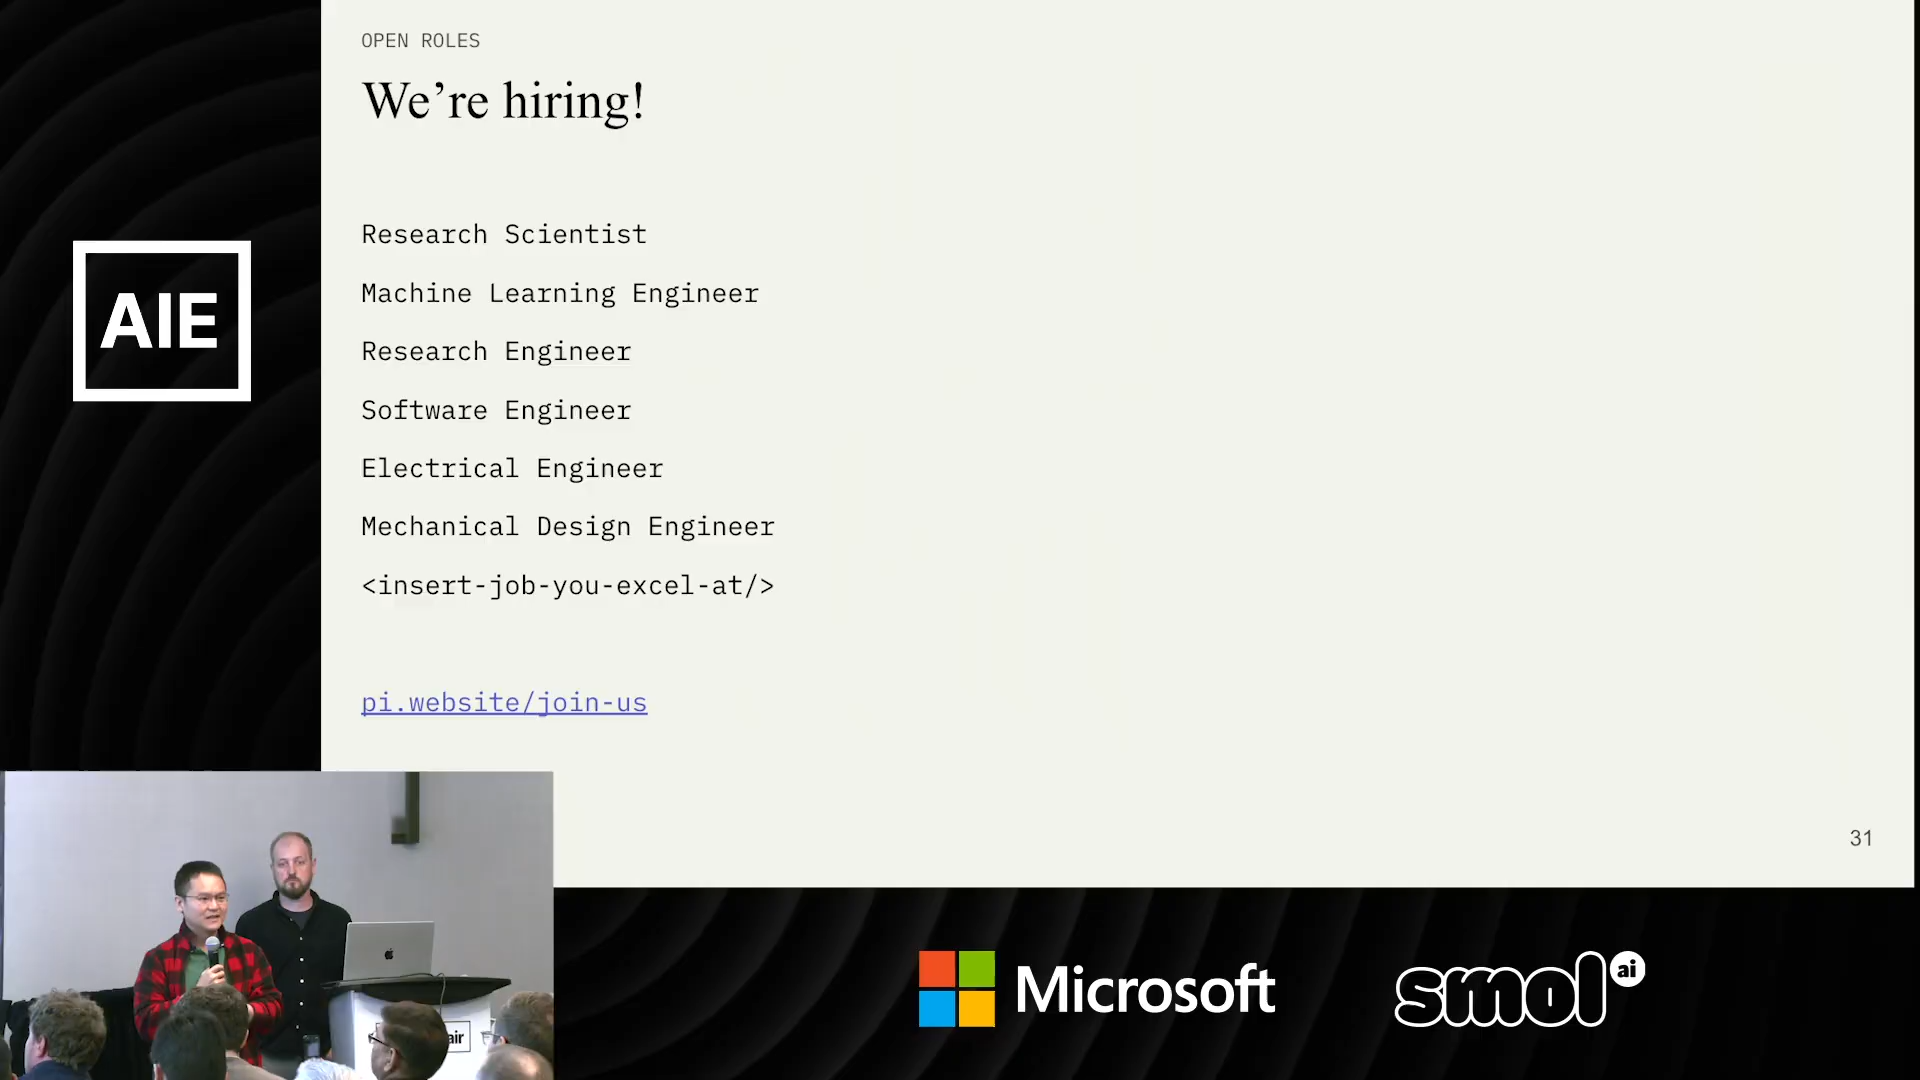 OPEN ROLES
We’re hiring!
Research Scientist
Machine Learning Engineer
Research Engineer
Software Engineer
Electrical Engineer
Mechanical Design Engineer
<insert-job-you-excel-at/>
pi.website/join-us
31
AIE
air
Microsoft
smol ai